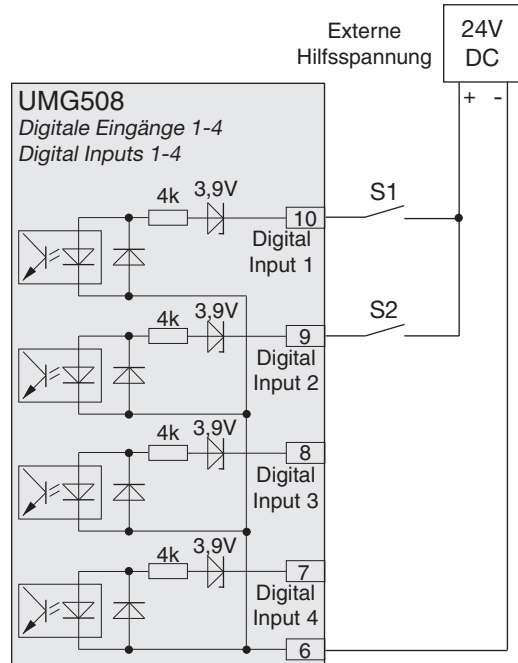 Externe
Hilfsspannung
24V
DC
+ -
UMG508
Digitale Eingänge 1-4
Digital Inputs 1-4
4k 3,9V
10
S1
Digital
Input 1
4k 3,9V
9
S2
Digital
Input 2
4k 3,9V
8
Digital
Input 3
4k 3,9V
7
Digital
Input 4
6